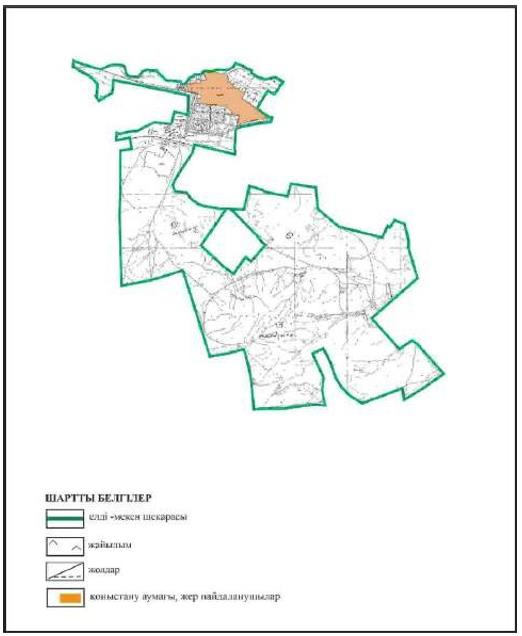 ШАРТТЫ БЕЛГІЛЕР
елді -мекен шекарасы
жайылым
жолдар
қоныстану аумағы, жер пайдаланушылар